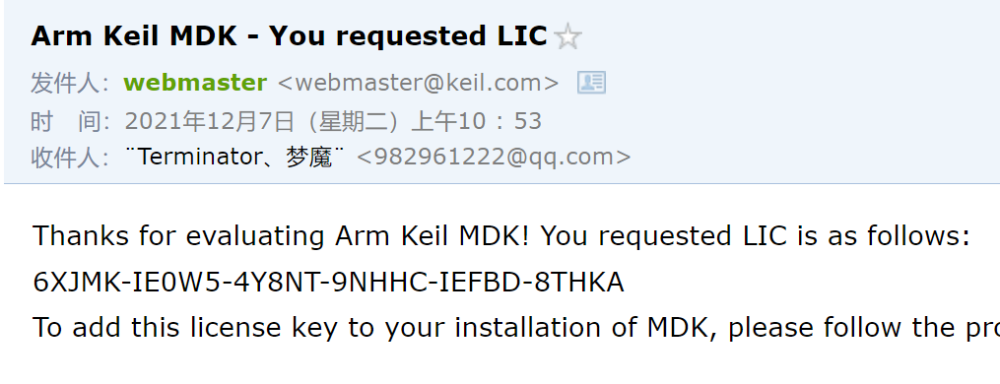 Arm Keil MDK - You requested LIC
发件人：webmaster <webmaster@keil.com>
时　间：2021年12月7日（星期二）上午10：53
收件人：¨Terminator、梦魔¨ <982961222@qq.com>
Thanks for evaluating Arm Keil MDK! You requested LIC is as follows:
6XJMK-IE0W5-4Y8NT-9NHHC-IEFBD-8THKA
To add this license key to your installation of MDK, please follow the pro